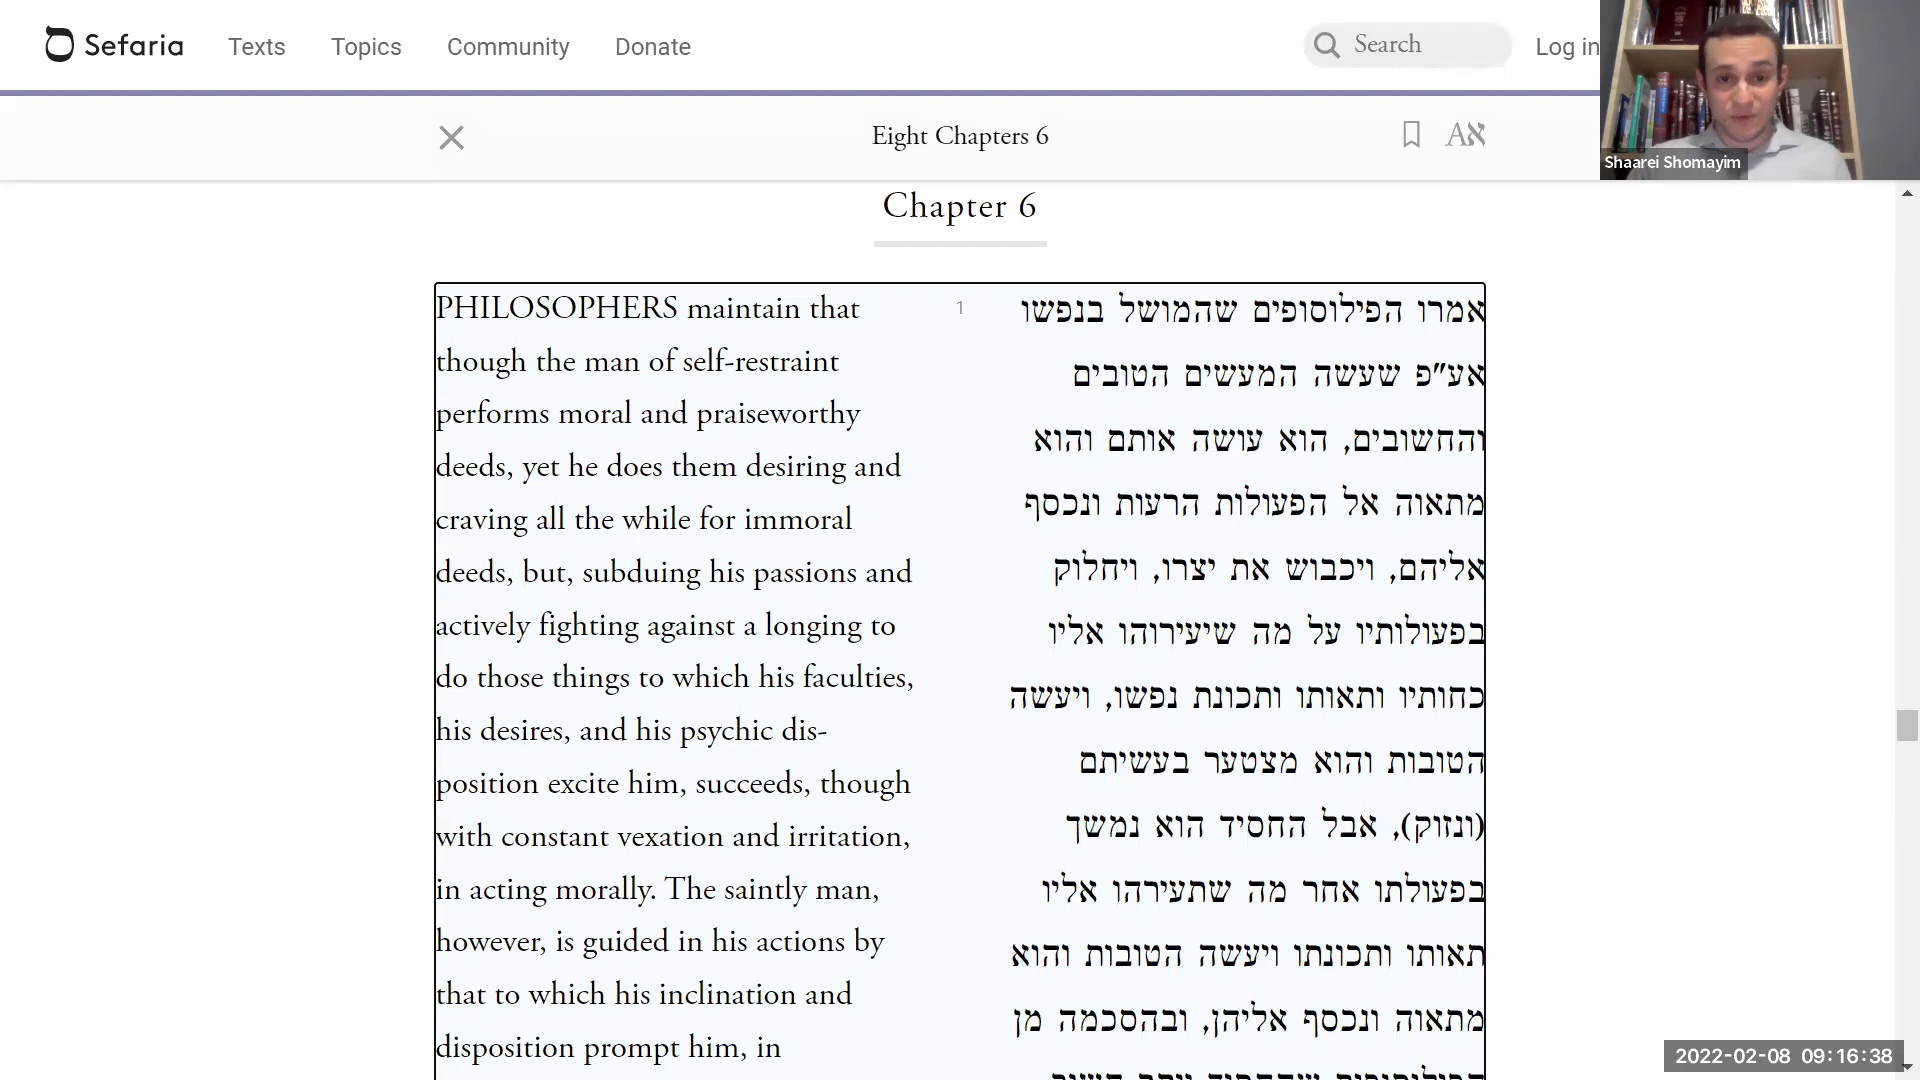 Sefaria
Texts
Topics
Community
Donate
Search
Log in
Eight Chapters 6
Aא
Shaarei Shomayim
Chapter 6
PHILOSOPHERS maintain that
though the man of self-restraint
performs moral and praiseworthy
deeds, yet he does them desiring and
craving all the while for immoral
deeds, but, subduing his passions and
actively fighting against a longing to
do those things to which his faculties,
his desires, and his psychic dis-
position excite him, succeeds, though
with constant vexation and irritation,
in acting morally. The saintly man,
however, is guided in his actions by
that to which his inclination and
disposition prompt him, in
1
אמרו הפילוסופים שהמושל בנפשו
אע"פ שעשה המעשים הטובים
והחשובים, הוא עושה אותם והוא
מתאוה אל הפעולות הרעות ונכסף
אליהם, ויכבוש את יצרו, ויחלוק
בפעולותיו על מה שיעירוהו אליו
כחותיו ותאותו ותכונת נפשו, ויעשה
הטובות והוא מצטער בעשיתם
(ונזוק), אבל החסיד הוא נמשך
בפעולתו אחר מה שתעירהו אליו
תאותו ותכונתו ויעשה הטובות והוא
מתאוה ונכסף אליהן, ובהסכמה מן
2022-02-08 09:16:38